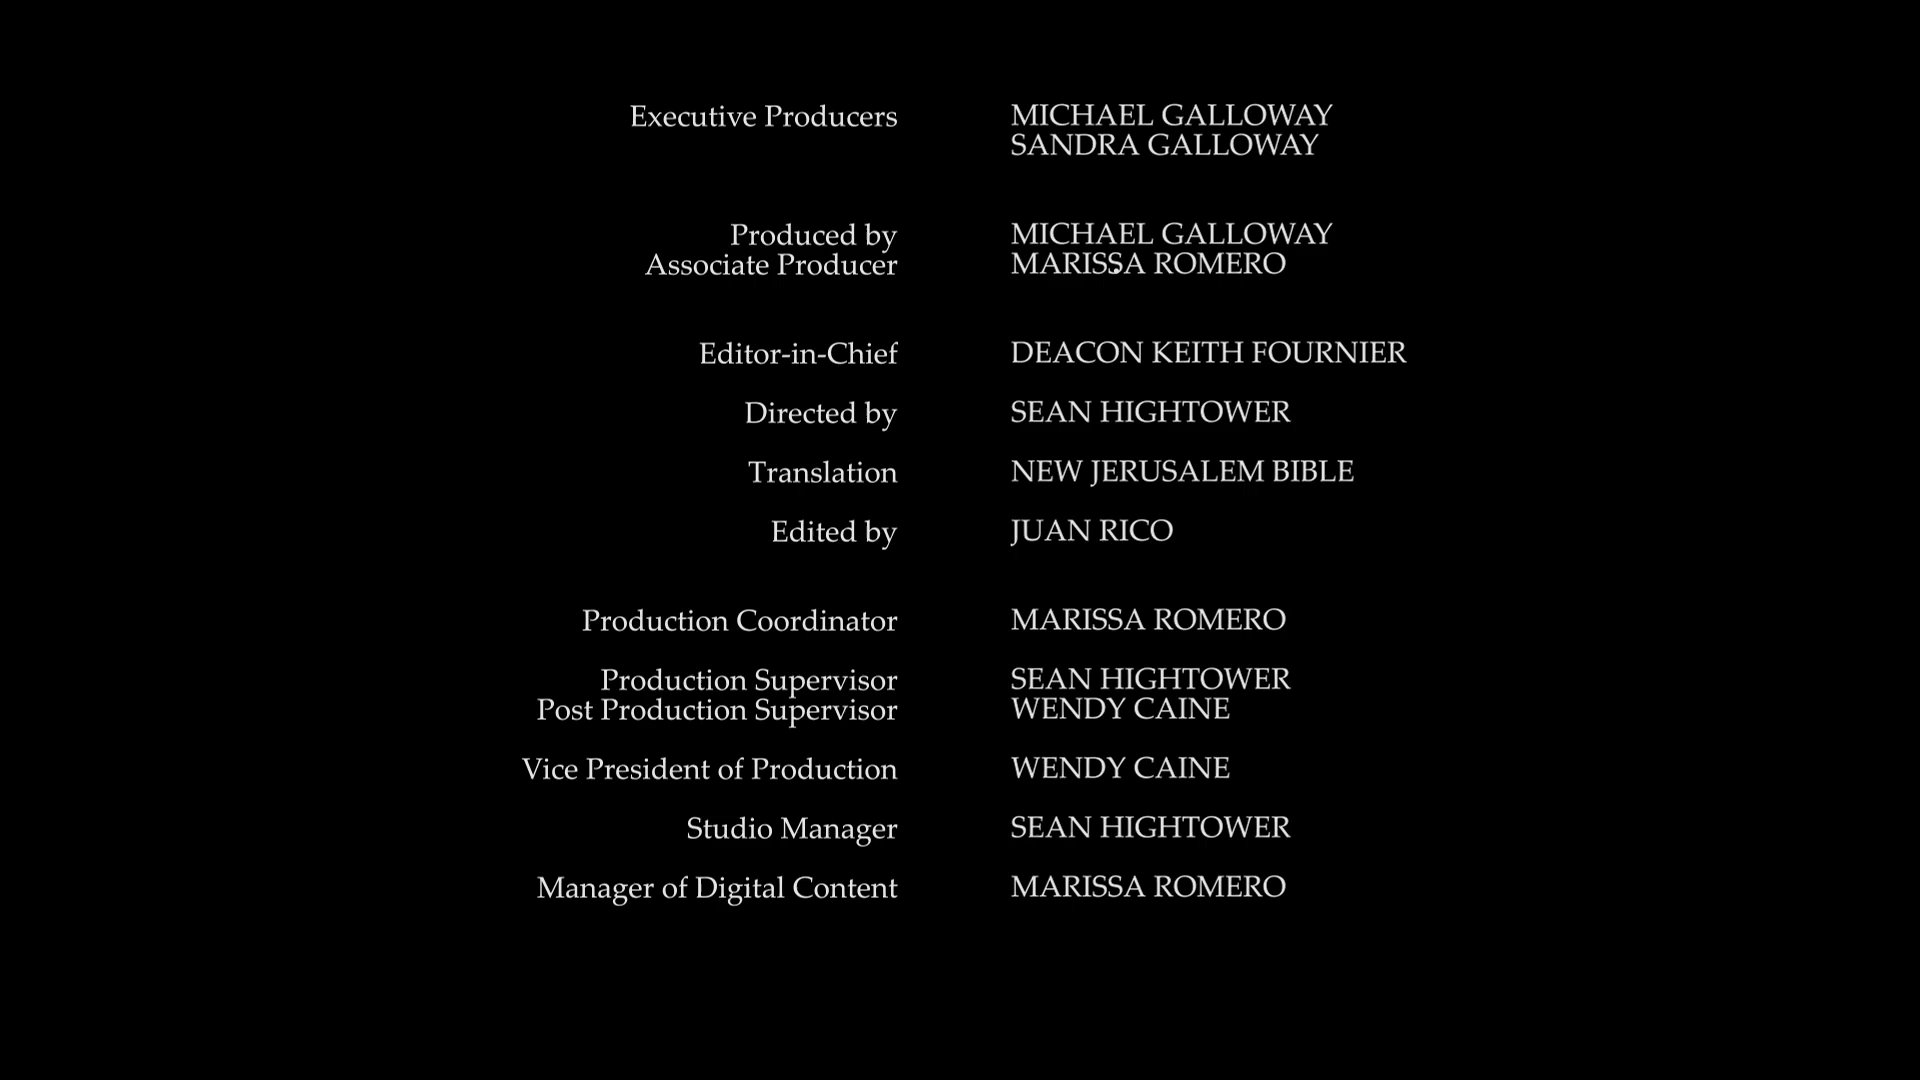 Executive Producers MICHAEL GALLOWAY
SANDRA GALLOWAY
Produced by MICHAEL GALLOWAY
Associate Producer MARISSA ROMERO
Editor-in-Chief DEACON KEITH FOURNIER
Directed by SEAN HIGHTOWER
Translation NEW JERUSALEM BIBLE
Edited by JUAN RICO
Production Coordinator MARISSA ROMERO
Production Supervisor SEAN HIGHTOWER
Post Production Supervisor WENDY CAINE
Vice President of Production WENDY CAINE
Studio Manager SEAN HIGHTOWER
Manager of Digital Content MARISSA ROMERO